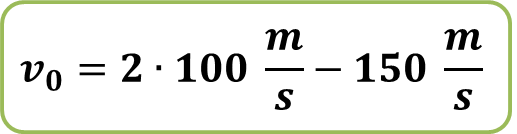 v₀ = 2 · 100 m/s − 150 m/s